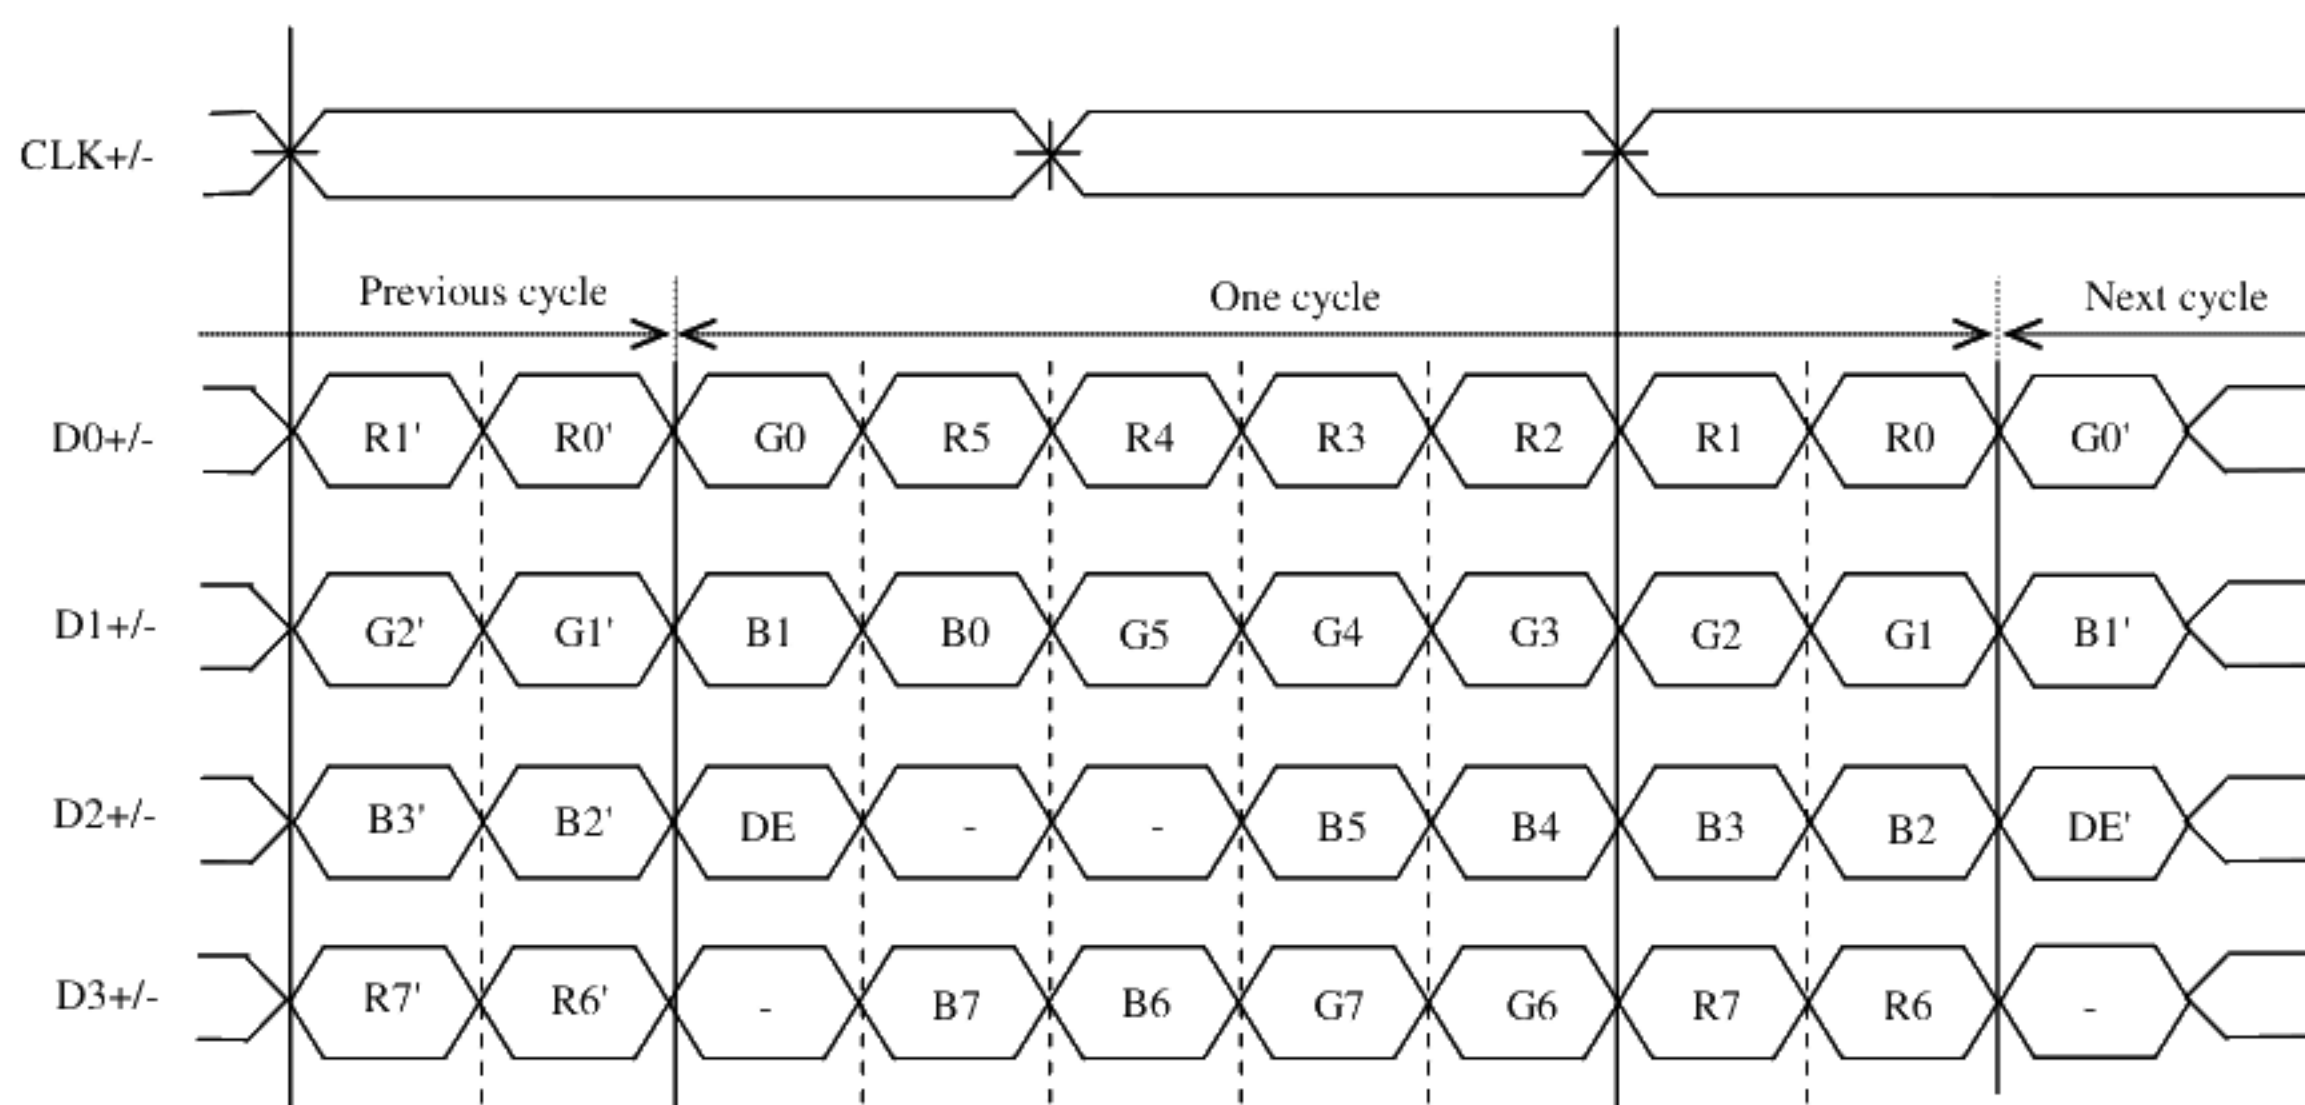 CLK+/-
Previous cycle One cycle Next cycle
D0+/- R1' R0' G0 R5 R4 R3 R2 R1 R0 G0'
D1+/- G2' G1' B1 B0 G5 G4 G3 G2 G1 B1'
D2+/- B3' B2' DE - - B5 B4 B3 B2 DE'
D3+/- R7' R6' - B7 B6 G7 G6 R7 R6 -